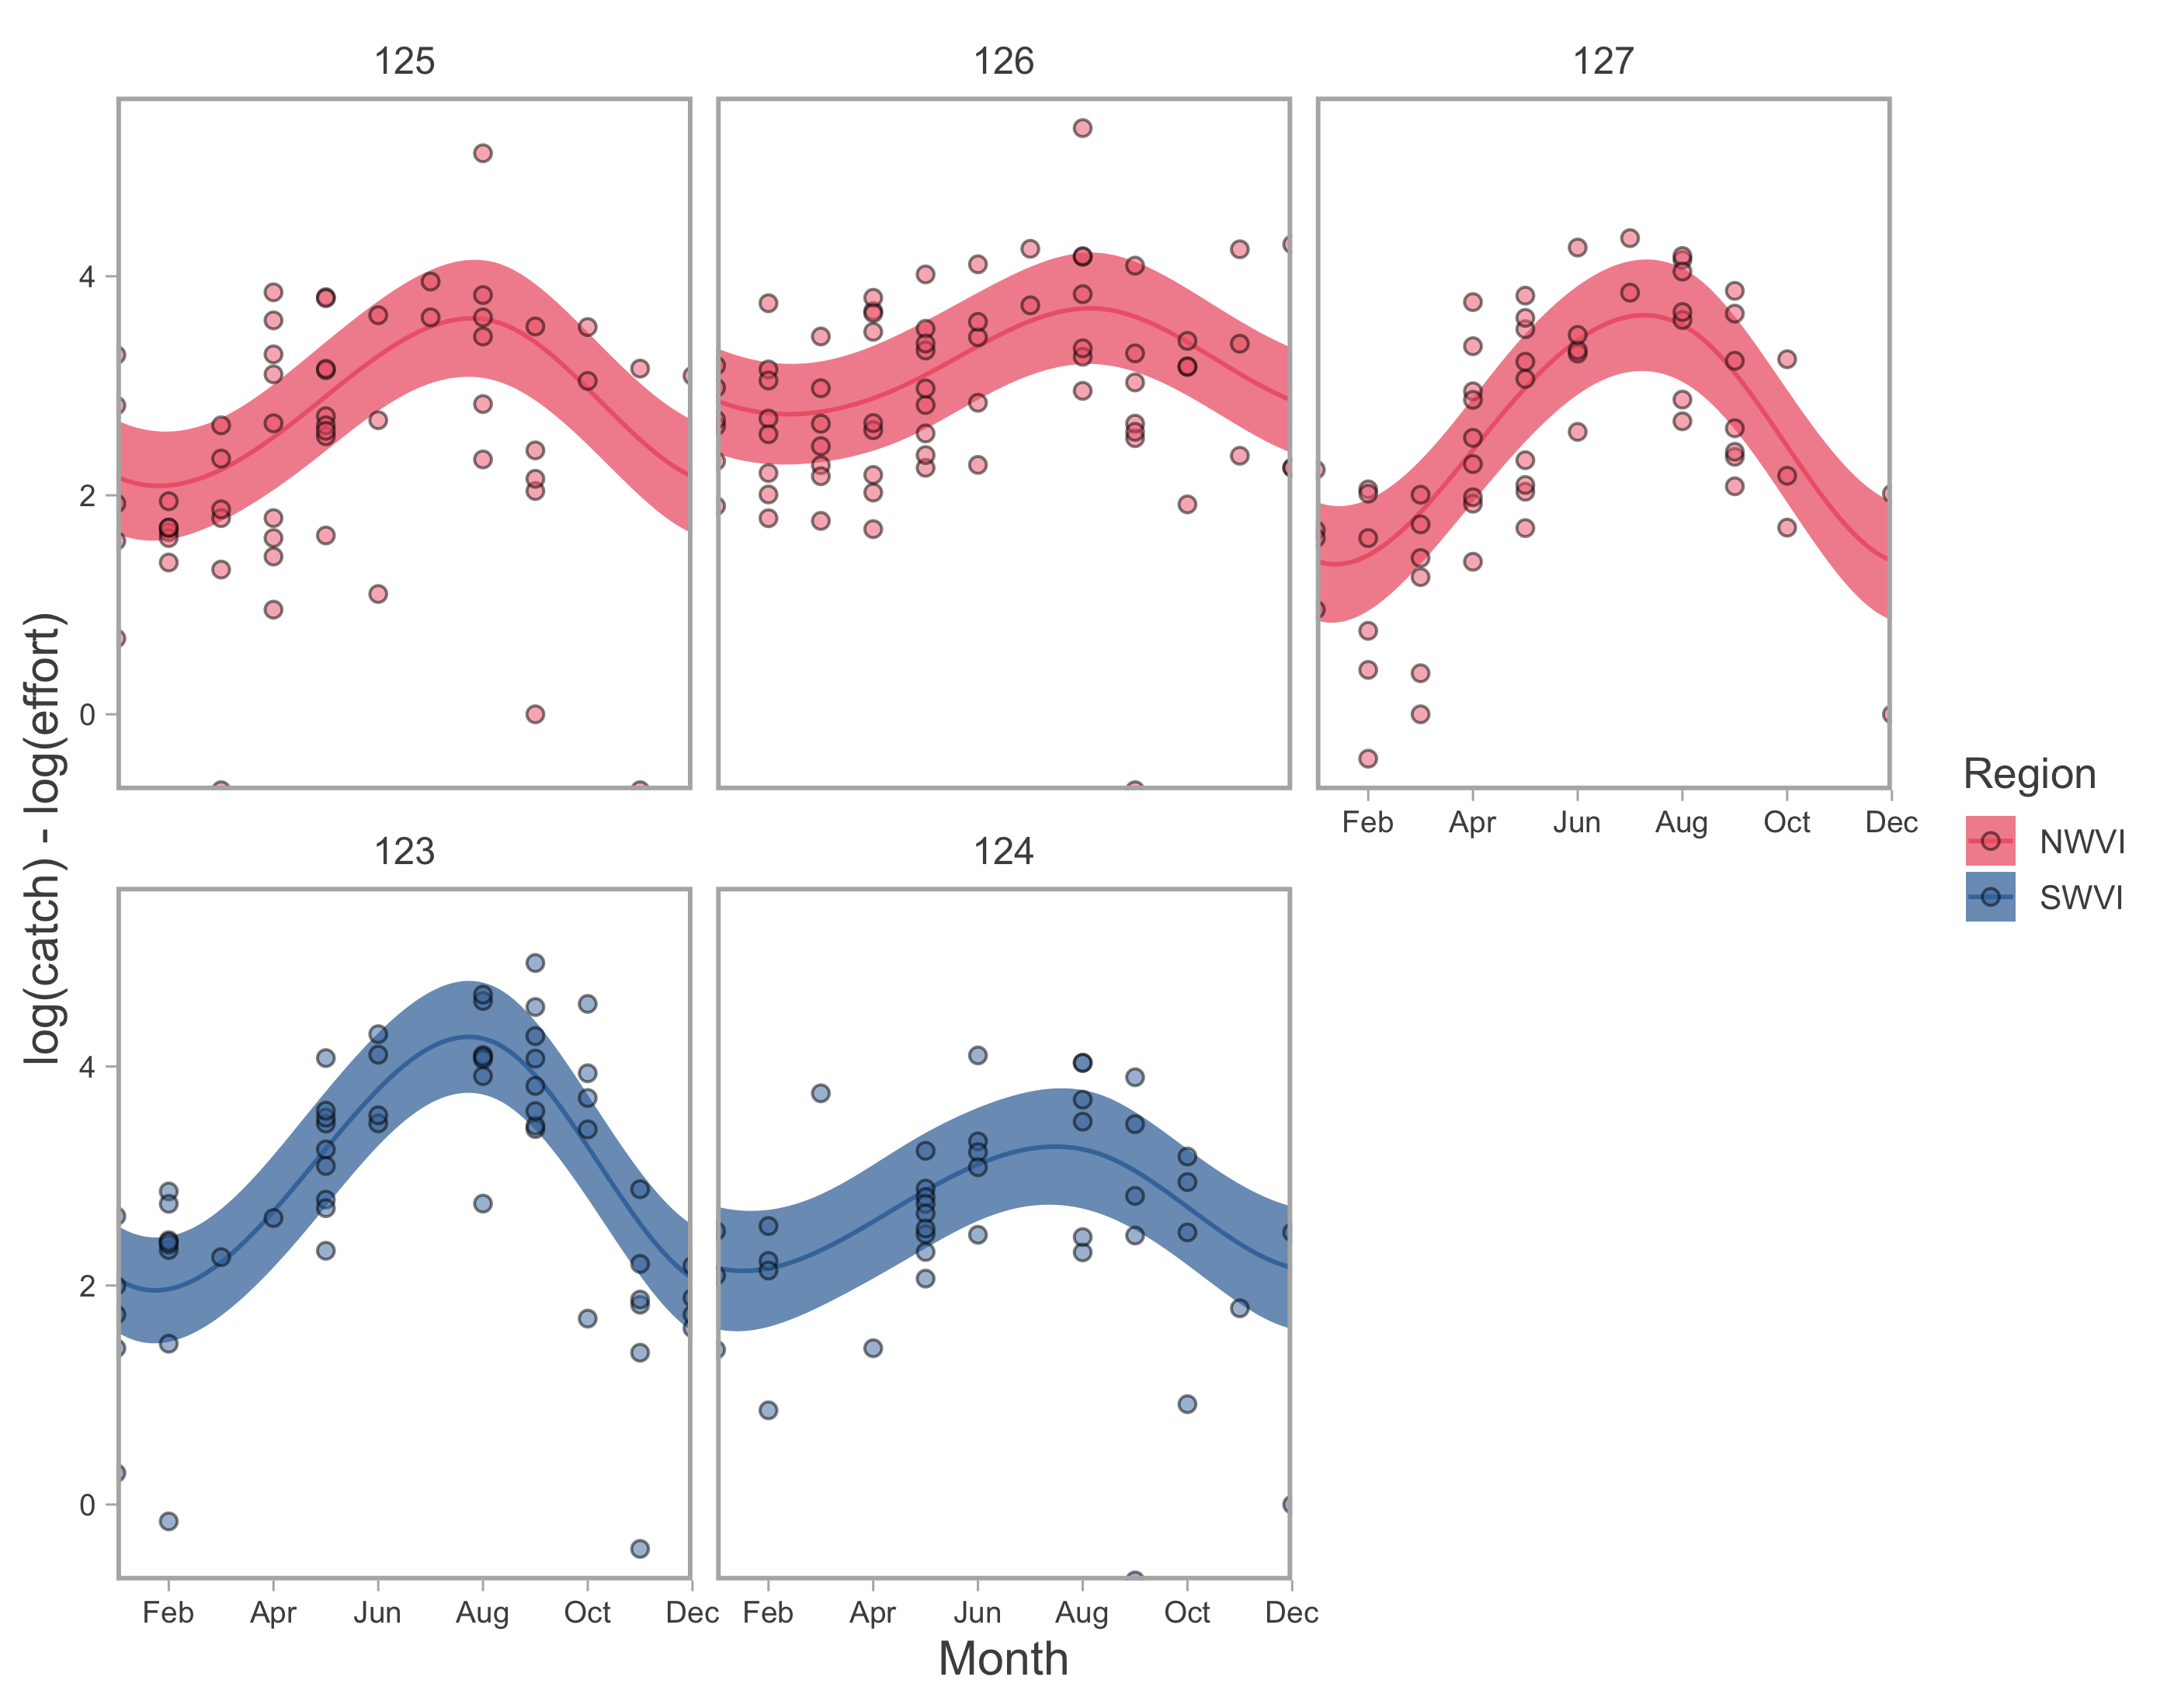 125
126
127
4
2
0
Feb
Apr
Jun
Aug
Oct
Dec
log(catch) - log(effort)
Region
NWVI
SWVI
123
124
4
2
0
Feb
Apr
Jun
Aug
Oct
Dec
Feb
Apr
Jun
Aug
Oct
Dec
Month